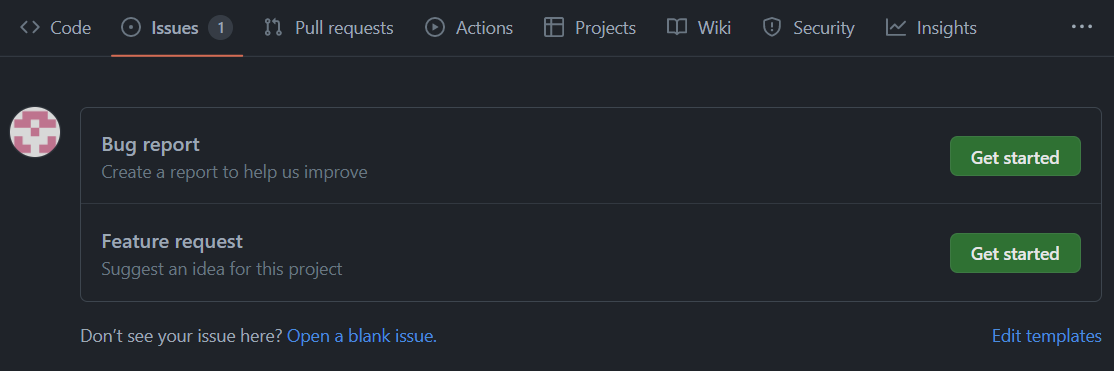 Code Issues 1 Pull requests Actions Projects Wiki Security Insights ...
Bug report
Create a report to help us improve
Get started
Feature request
Suggest an idea for this project
Get started
Don’t see your issue here? Open a blank issue. Edit templates